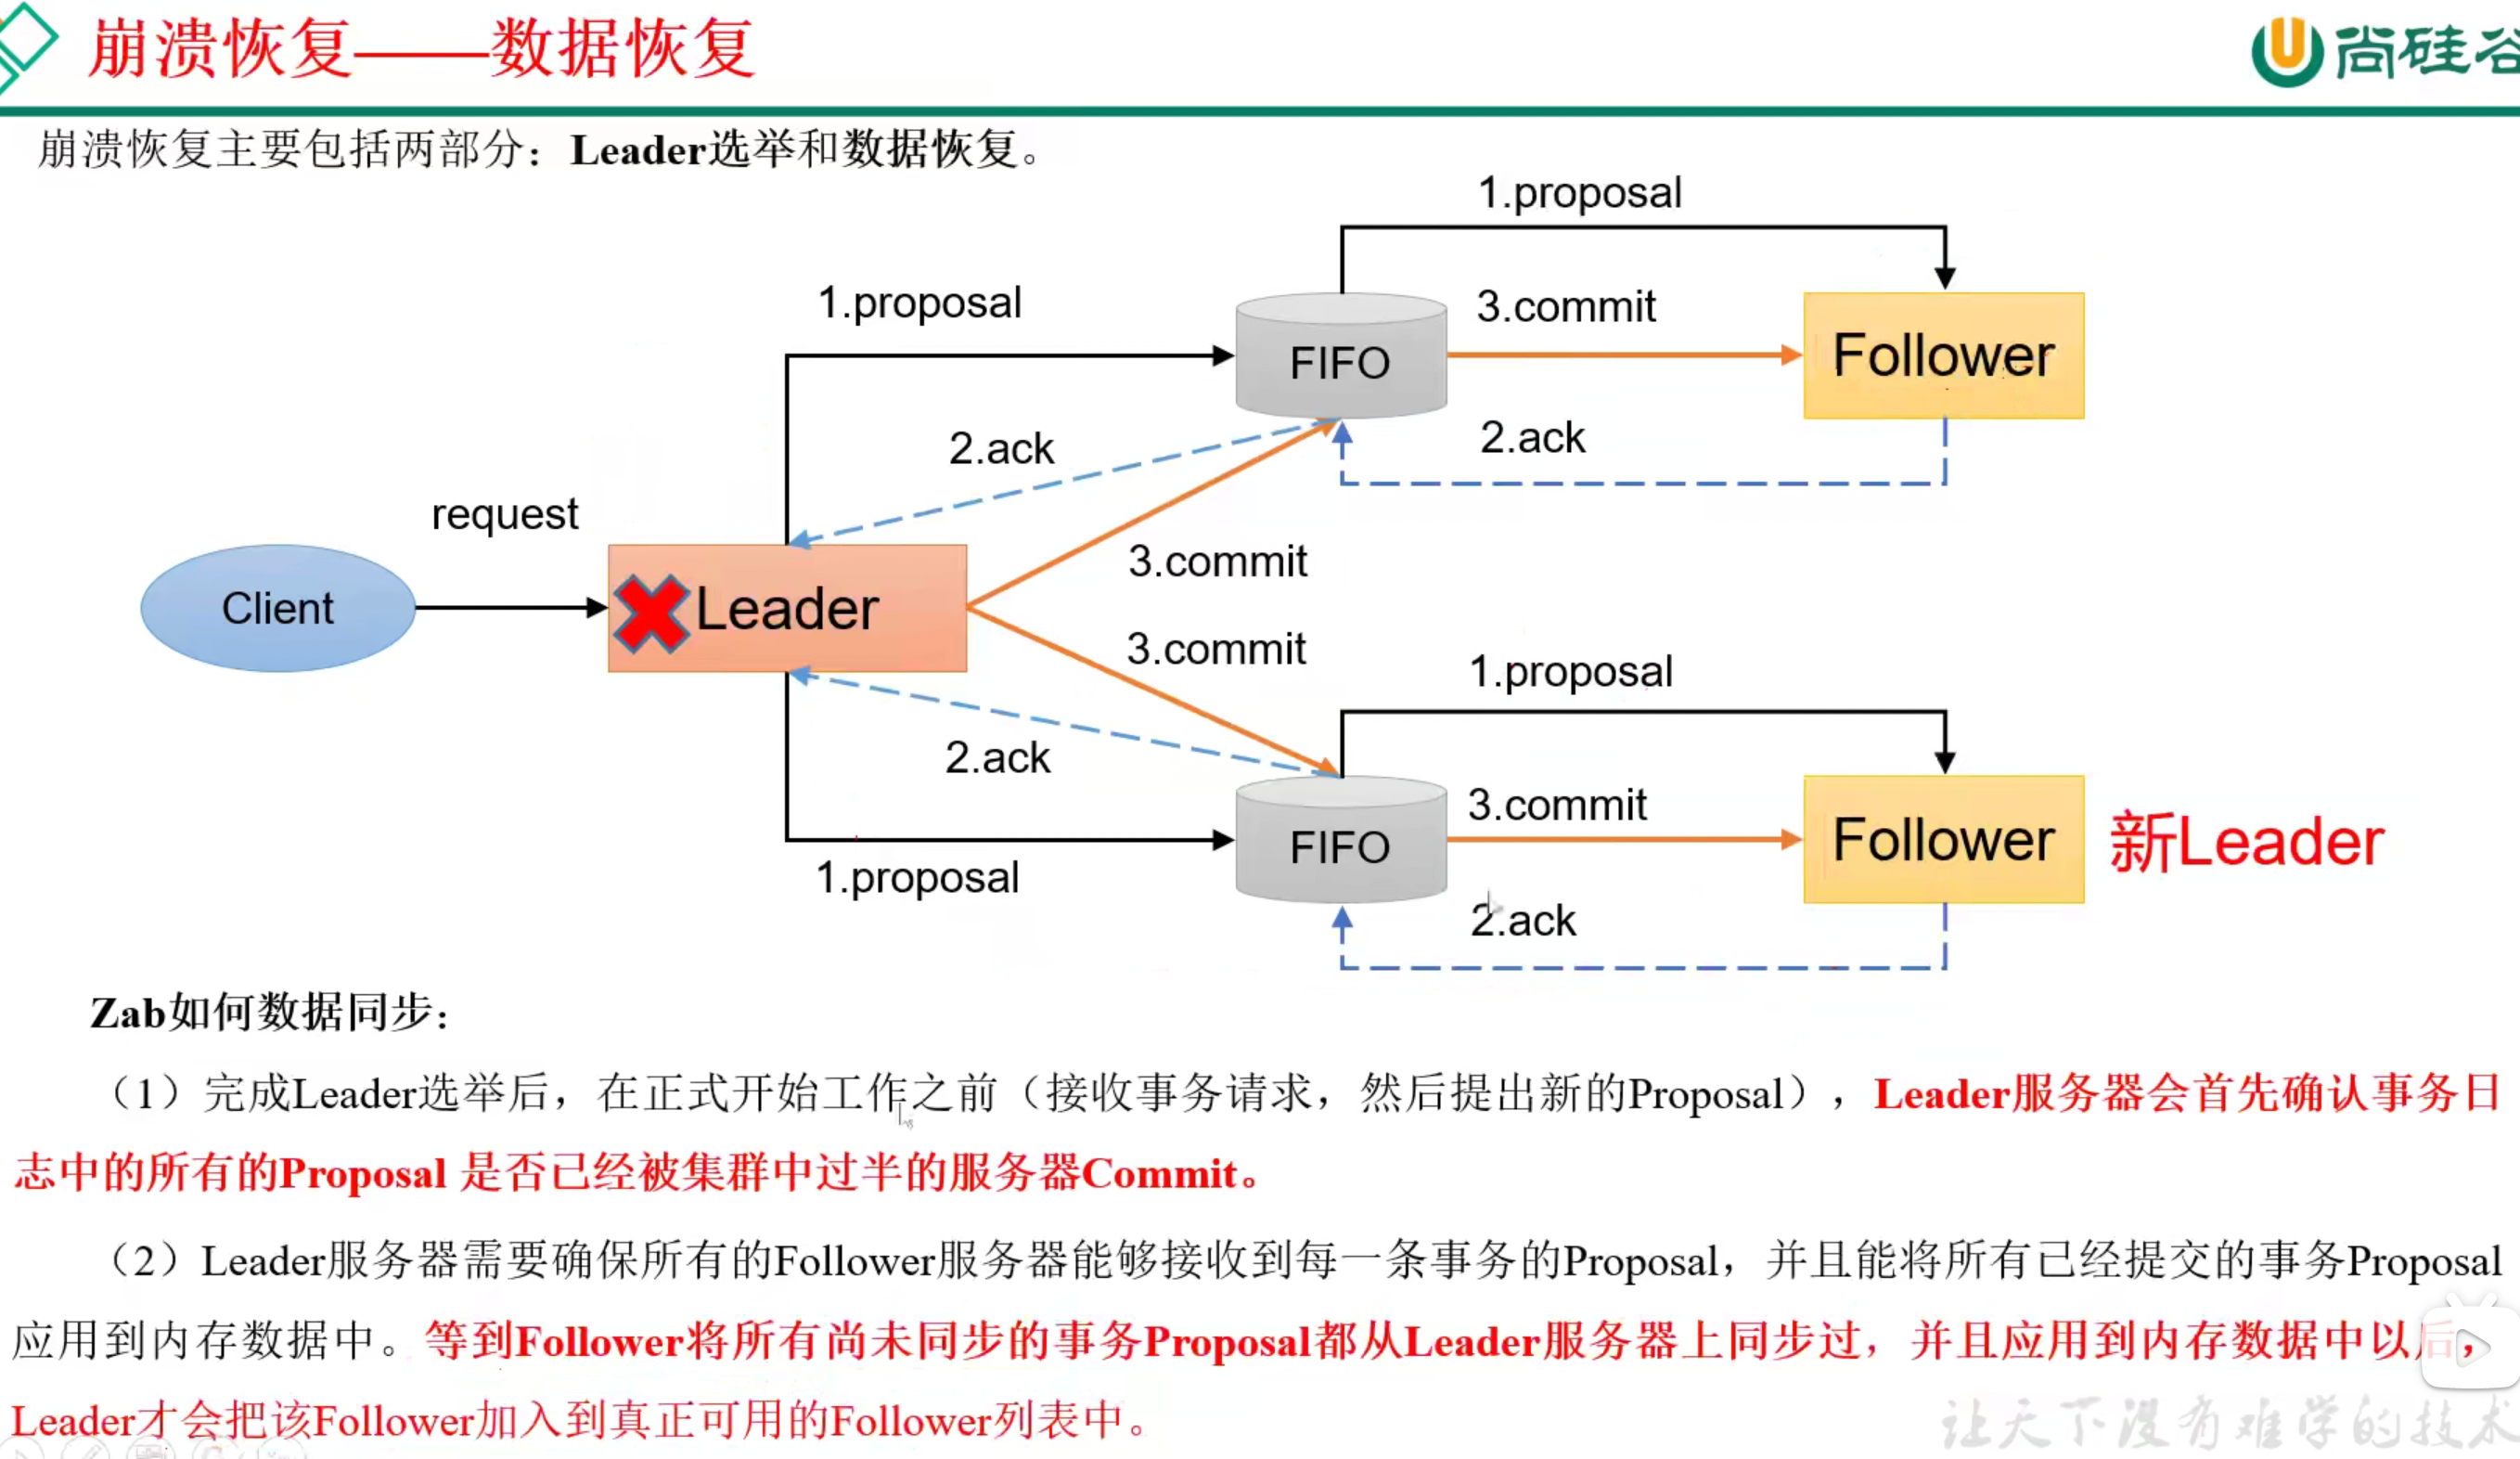 崩溃恢复——数据恢复
尚硅谷
崩溃恢复主要包括两部分：Leader选举和数据恢复。
1.proposal
1.proposal
3.commit
FIFO
Follower
2.ack
2.ack
request
3.commit
Client
Leader
3.commit
1.proposal
2.ack
3.commit
FIFO
Follower
新Leader
1.proposal
2.ack
Zab如何数据同步：
（1）完成Leader选举后，在正式开始工作之前（接收事务请求，然后提出新的Proposal），Leader服务器会首先确认事务日
志中的所有的Proposal 是否已经被集群中过半的服务器Commit。
（2）Leader服务器需要确保所有的Follower服务器能够接收到每一条事务的Proposal，并且能将所有已经提交的事务Proposal
应用到内存数据中。等到Follower将所有尚未同步的事务Proposal都从Leader服务器上同步过，并且应用到内存数据中以后，
Leader才会把该Follower加入到真正可用的Follower列表中。
让天下没有难学的技术